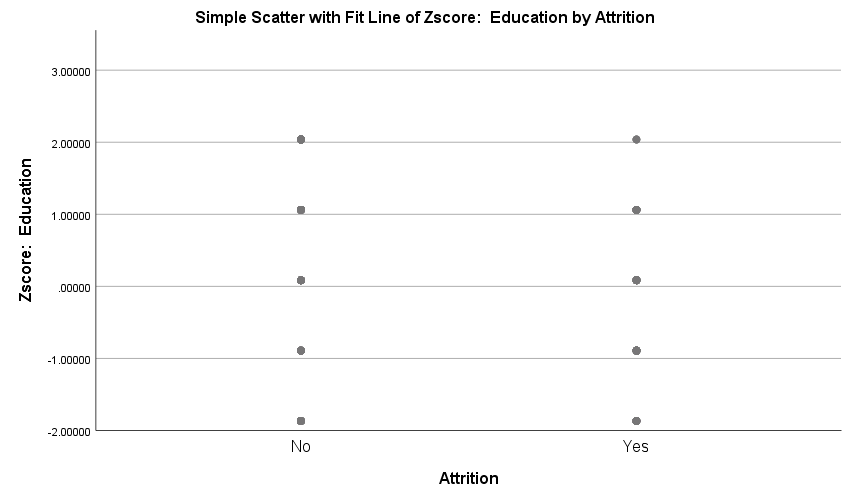 Simple Scatter with Fit Line of Zscore: Education by Attrition
3.00000
2.00000
1.00000
.00000
-1.00000
-2.00000
Zscore: Education
No Yes
Attrition